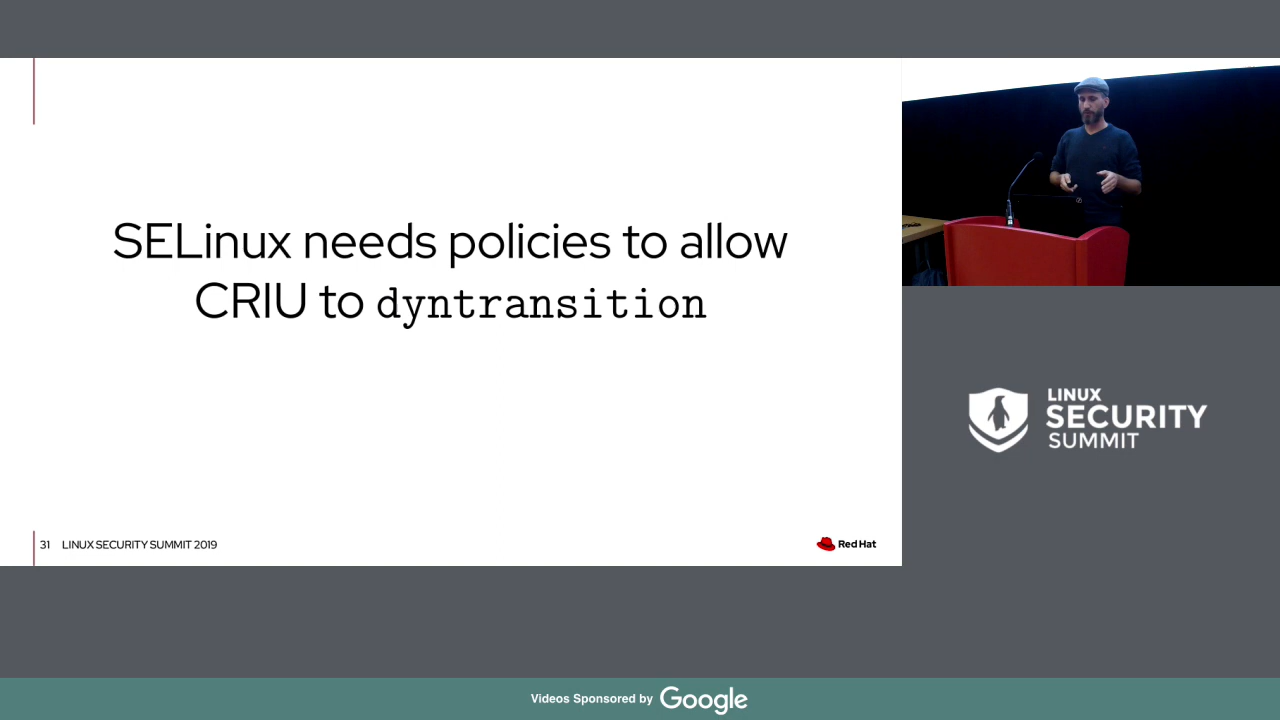 SELinux needs policies to allow
CRIU to dyntransition
31 LINUX SECURITY SUMMIT 2019
Red Hat
LINUX
SECURITY
SUMMIT
Videos Sponsored by Google